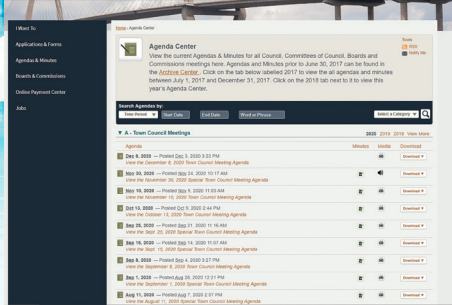 I Want To
Applications & Forms
Agendas & Minutes
Boards & Commissions
Online Payment Center
Jobs
Home › Agenda Center
Tools
RSS
Notify Me
Agenda Center
View the current Agendas & Minutes for all Council, Committees of Council, Boards and
Commissions meetings here. Agendas and Minutes prior to June 30, 2017 can be found in
the Archive Center. Click on the tab below labelled 2017 to view the all agendas and minutes
between July 1, 2017 and December 31, 2017. Click on the 2018 tab next to it to view this
year's Agenda Center.
Search Agendas by:
Time Period Start Date End Date Word or Phrase Select a Category
▼ A - Town Council Meetings 2020 2019 2018 View More
Agenda Minutes Media Download
Dec 8, 2020 — Posted Dec 3, 2020 3:23 PM Download ▼
View the December 8, 2020 Town Council Meeting Agenda
Nov 30, 2020 — Posted Nov 24, 2020 10:17 AM Download ▼
View the November 30, 2020 Special Town Council Meeting Agenda
Nov 10, 2020 — Posted Nov 9, 2020 11:03 AM Download ▼
View the November 10, 2020 Town Council Meeting Agenda
Oct 13, 2020 — Posted Oct 9, 2020 2:44 PM Download ▼
View the October 13, 2020 Town Council Meeting Agenda
Sep 25, 2020 — Posted Sep 21, 2020 11:16 AM Download ▼
View the Sept. 25, 2020 Special Town Council Meeting Agenda
Sep 15, 2020 — Posted Sep 14, 2020 11:07 AM Download ▼
View the Sept. 15, 2020 Special Town Council Meeting Agenda
Sep 8, 2020 — Posted Sep 4, 2020 3:27 PM Download ▼
View the September 8, 2020 Town Council Meeting Agenda
Sep 1, 2020 — Posted Aug 28, 2020 12:21 PM Download ▼
View the September 1, 2020 Special Town Council Meeting Agenda
Aug 11, 2020 — Posted Aug 7, 2020 2:51 PM Download ▼
View the August 11, 2020 Special Town Council Meeting Agenda